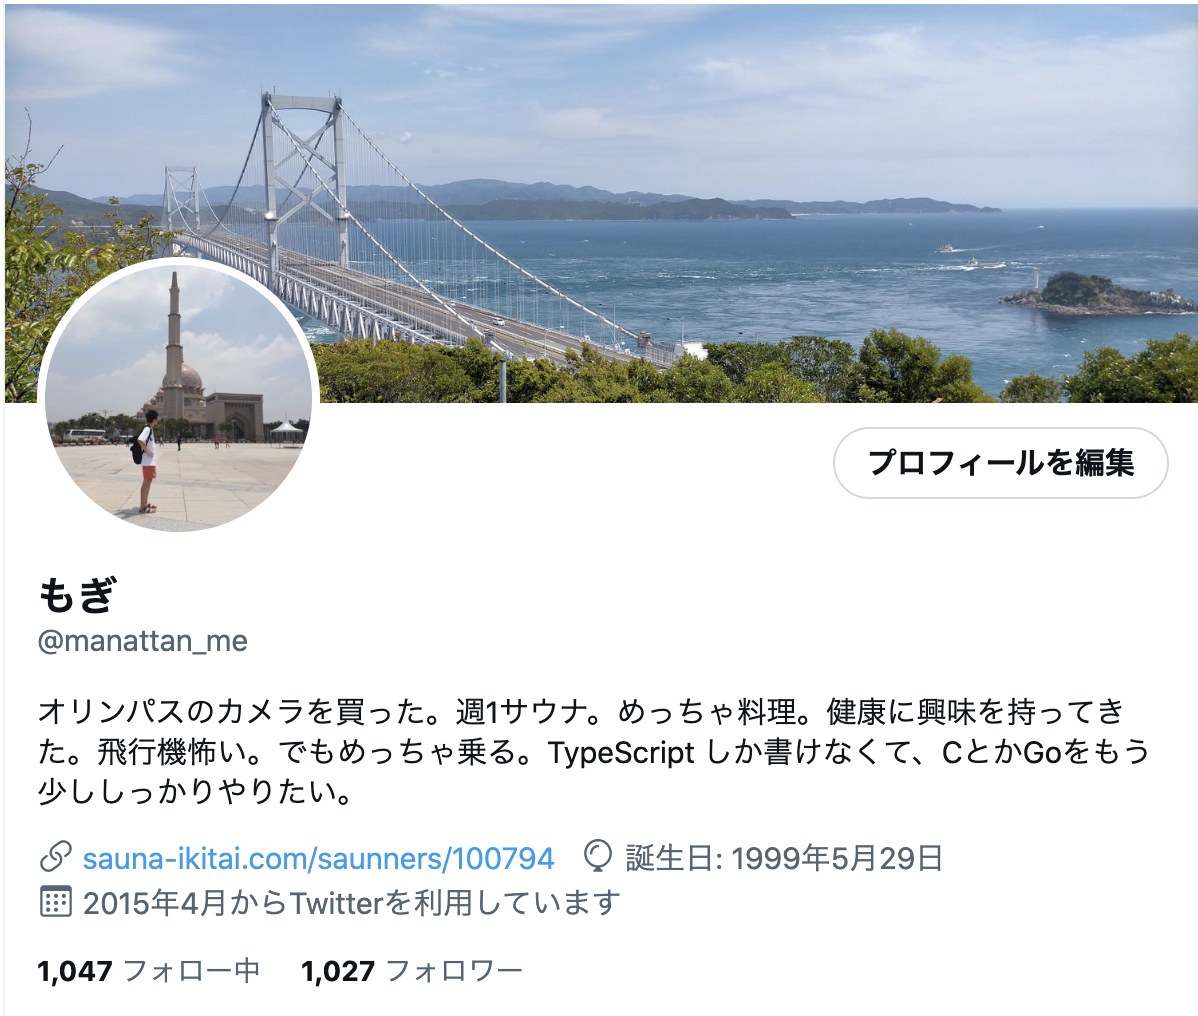 プロフィールを編集
もぎ
@manattan_me
オリンパスのカメラを買った。週1サウナ。めっちゃ料理。健康に興味を持ってき
た。飛行機怖い。でもめっちゃ乗る。TypeScript しか書けなくて、CとかGoをもう
少ししっかりやりたい。
sauna-ikitai.com/saunners/100794 誕生日: 1999年5月29日
2015年4月からTwitterを利用しています
1,047 フォロー中 1,027 フォロワー